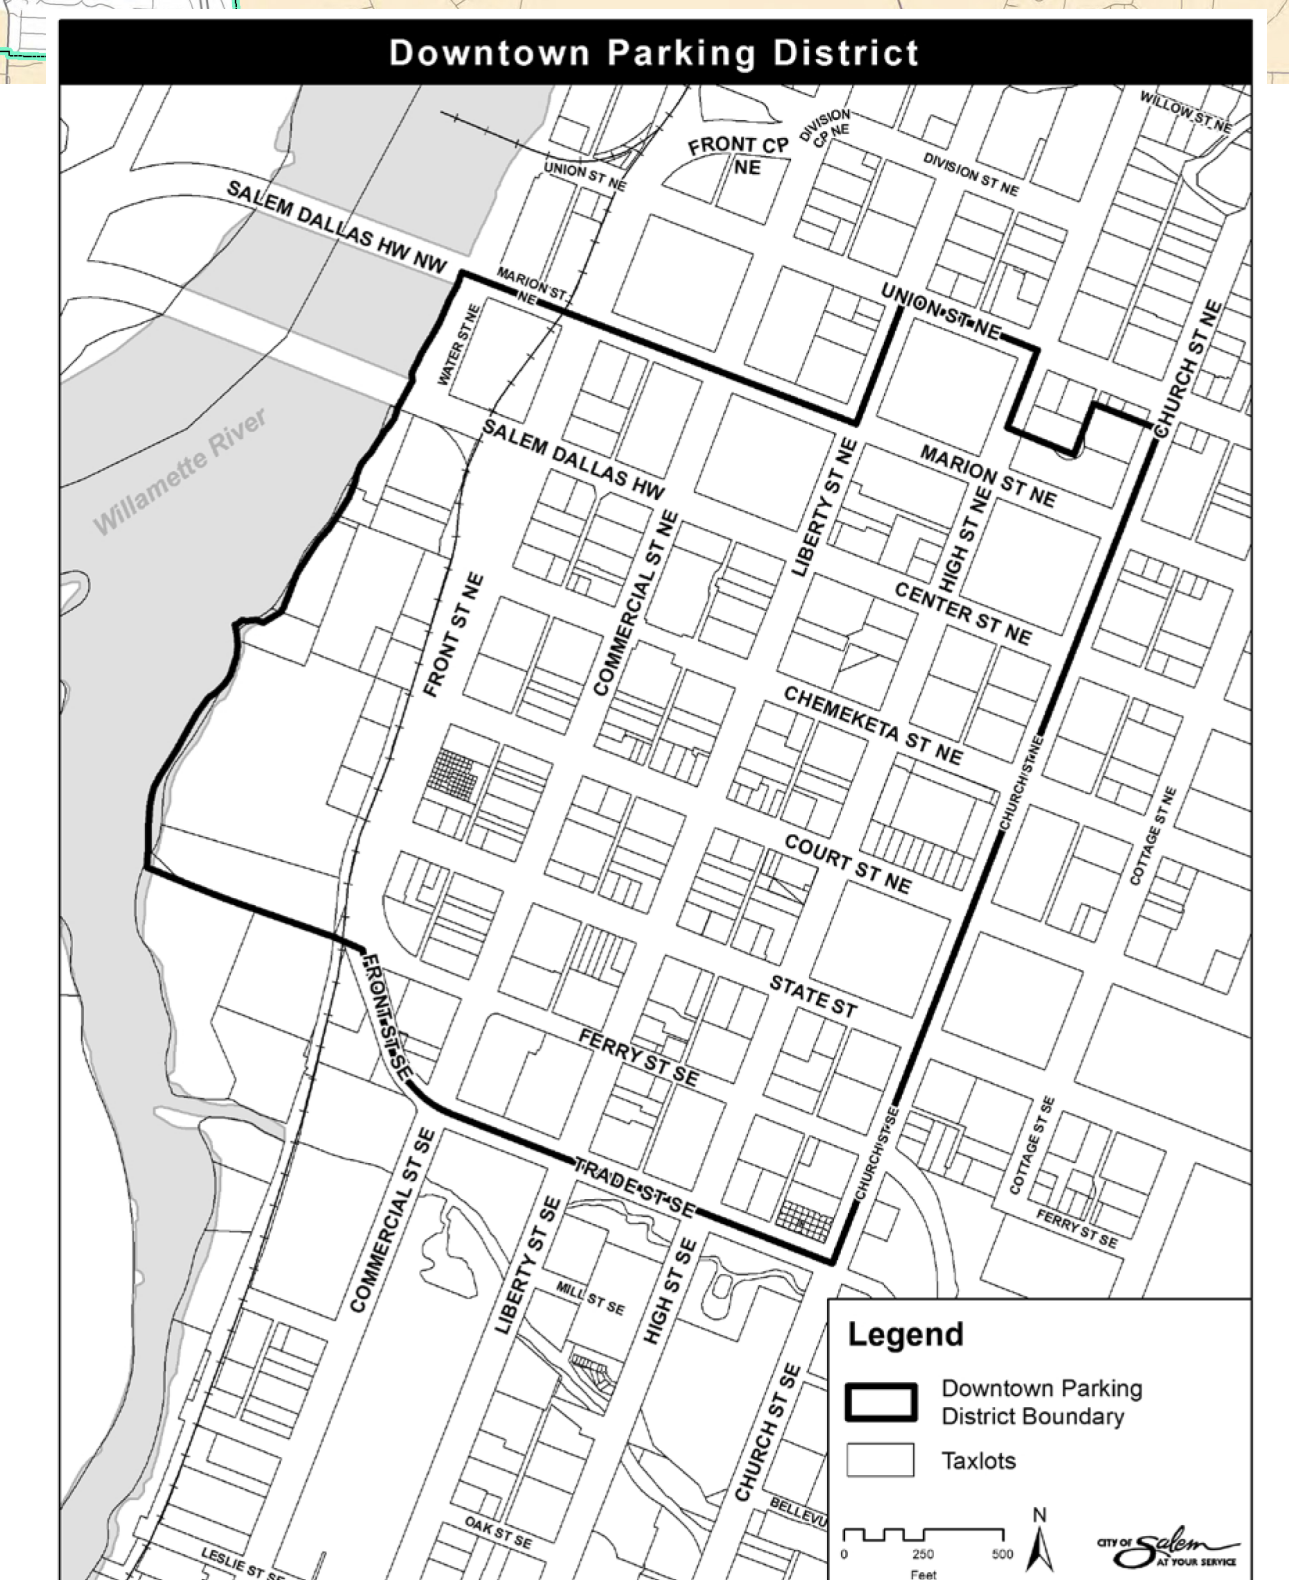 Downtown Parking District
WILLOW ST NE
DIVISION
CP NE
FRONT CP
NE
DIVISION ST NE
UNION ST NE
SALEM DALLAS HW NW
MARION ST
NE
UNION ST NE
WATER ST NE
CHURCH ST NE
Willamette River
SALEM DALLAS HW
MARION ST NE
LIBERTY ST NE
HIGH ST NE
COMMERCIAL ST NE
FRONT ST NE
CENTER ST NE
CHEMEKETA ST NE
CHURCH ST NE
COTTAGE ST NE
COURT ST NE
STATE ST
FRONT ST SE
FERRY ST SE
CHURCH ST SE
COTTAGE ST SE
TRADE ST SE
FERRY ST SE
COMMERCIAL ST SE
LIBERTY ST SE
HIGH ST SE
MILL ST SE
CHURCH ST SE
BELLEVU
OAK ST SE
LESLIE ST SE
Legend
Downtown Parking
District Boundary
Taxlots
N
0 250 500
Feet
CITY OF Salem
AT YOUR SERVICE